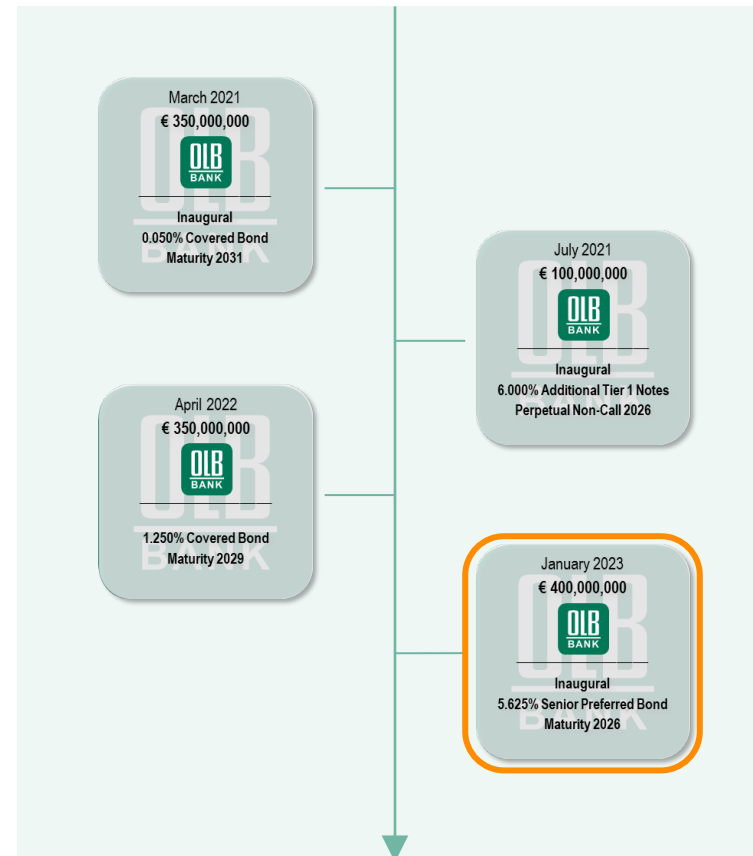 March 2021
€ 350,000,000
OLB
BANK
Inaugural
0.050% Covered Bond
Maturity 2031
July 2021
€ 100,000,000
OLB
BANK
Inaugural
6.000% Additional Tier 1 Notes
Perpetual Non-Call 2026
April 2022
€ 350,000,000
OLB
BANK
1.250% Covered Bond
Maturity 2029
January 2023
€ 400,000,000
OLB
BANK
Inaugural
5.625% Senior Preferred Bond
Maturity 2026